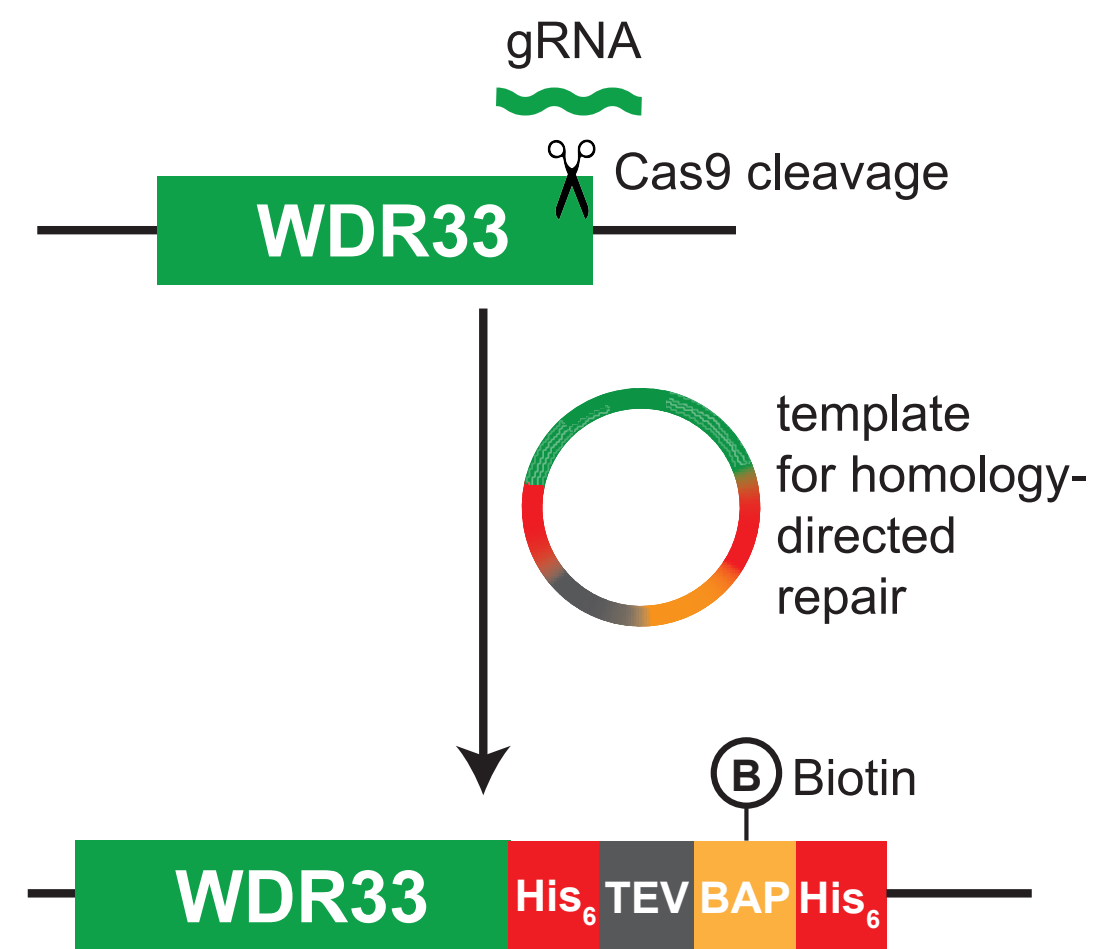 gRNA
Cas9 cleavage
WDR33
template
for homology-
directed
repair
B Biotin
WDR33 His₆ TEV BAP His₆